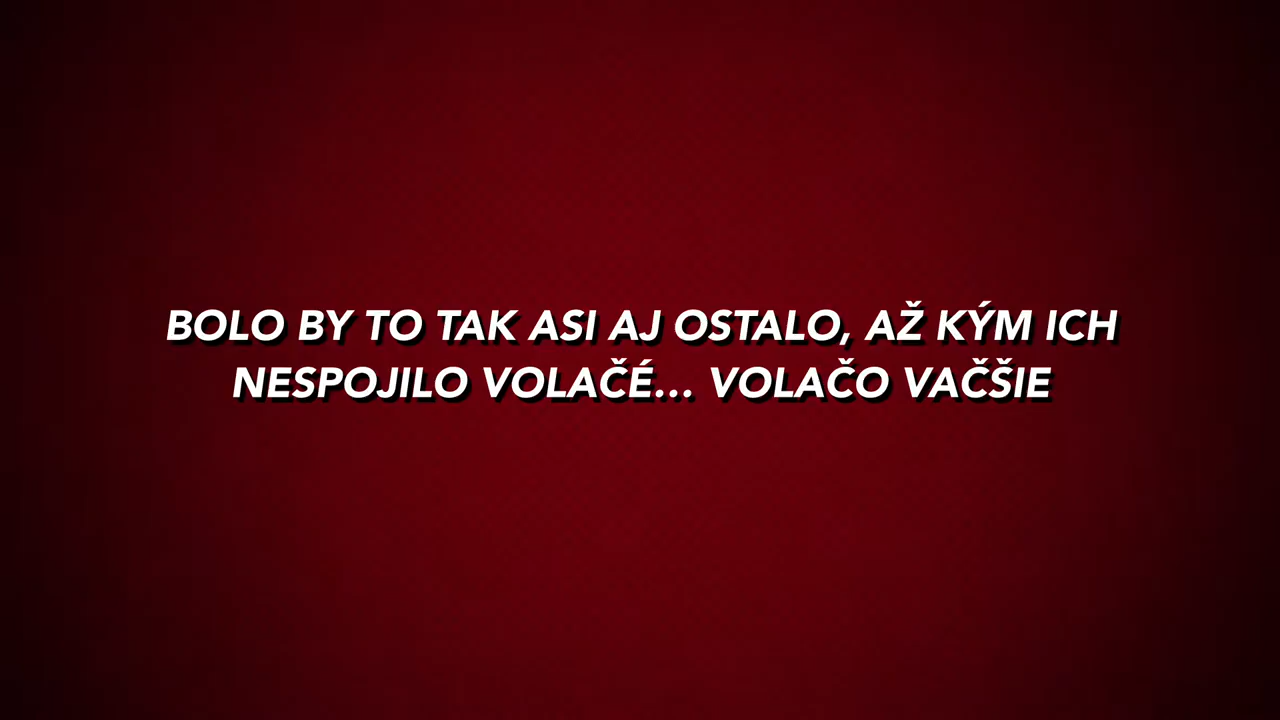 BOLO BY TO TAK ASI AJ OSTALO, AŽ KÝM ICH
NESPOJILO VOLAČÉ... VOLAČO VAČŠIE